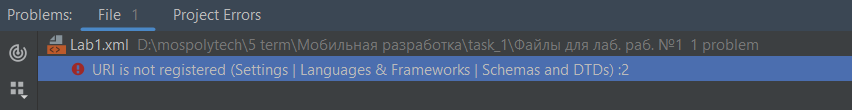 Problems: File 1 Project Errors
Lab1.xml D:\mospolytech\5 term\Мобильная разработка\task_1\Файлы для лаб. раб. №1 1 problem
URI is not registered (Settings | Languages & Frameworks | Schemas and DTDs) :2